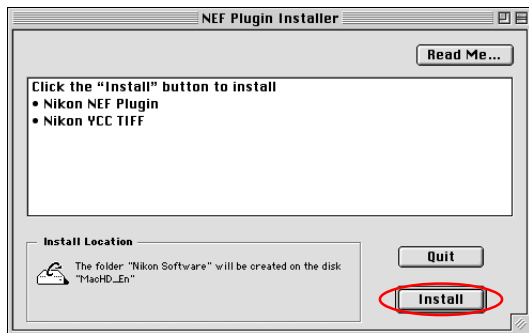 NEF Plugin Installer
Read Me...
Click the “Install” button to install
• Nikon NEF Plugin
• Nikon YCC TIFF
Install Location
The folder "Nikon Software" will be created on the disk
"MacHD_En"
Quit
Install